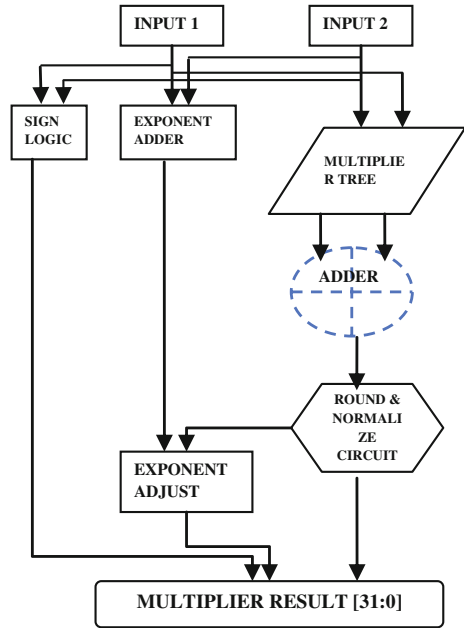 INPUT 1
INPUT 2
SIGN
LOGIC
EXPONENT
ADDER
MULTIPLIE
R TREE
ADDER
ROUND &
NORMALI
ZE
CIRCUIT
EXPONENT
ADJUST
MULTIPLIER RESULT [31:0]